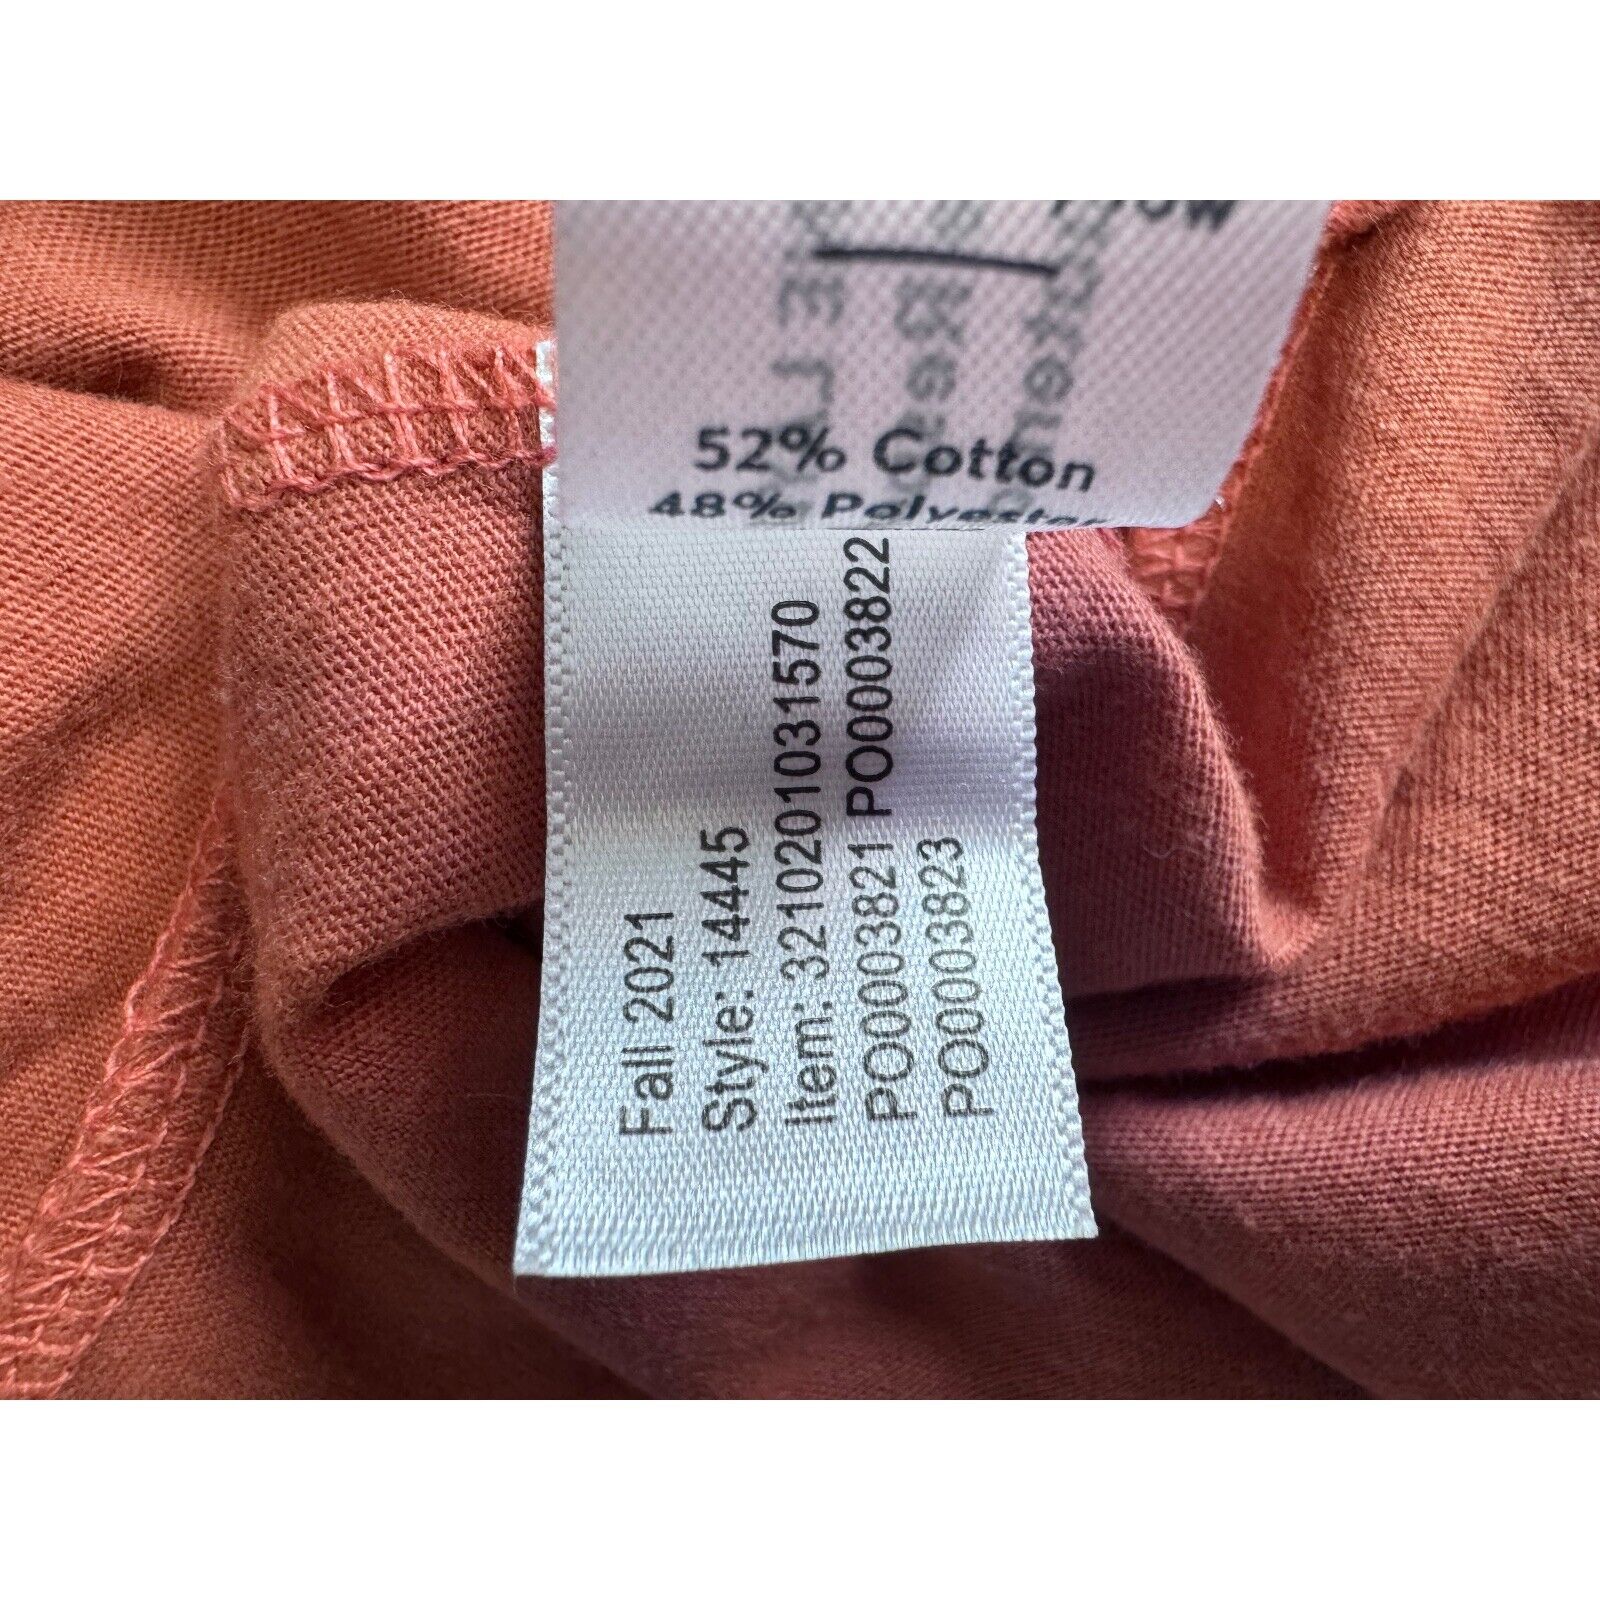 52% Cotton
48% Polyester
Fall 2021
Style: 14445
Item: 3210201031570
PO0003821 PO0003822
PO0003823